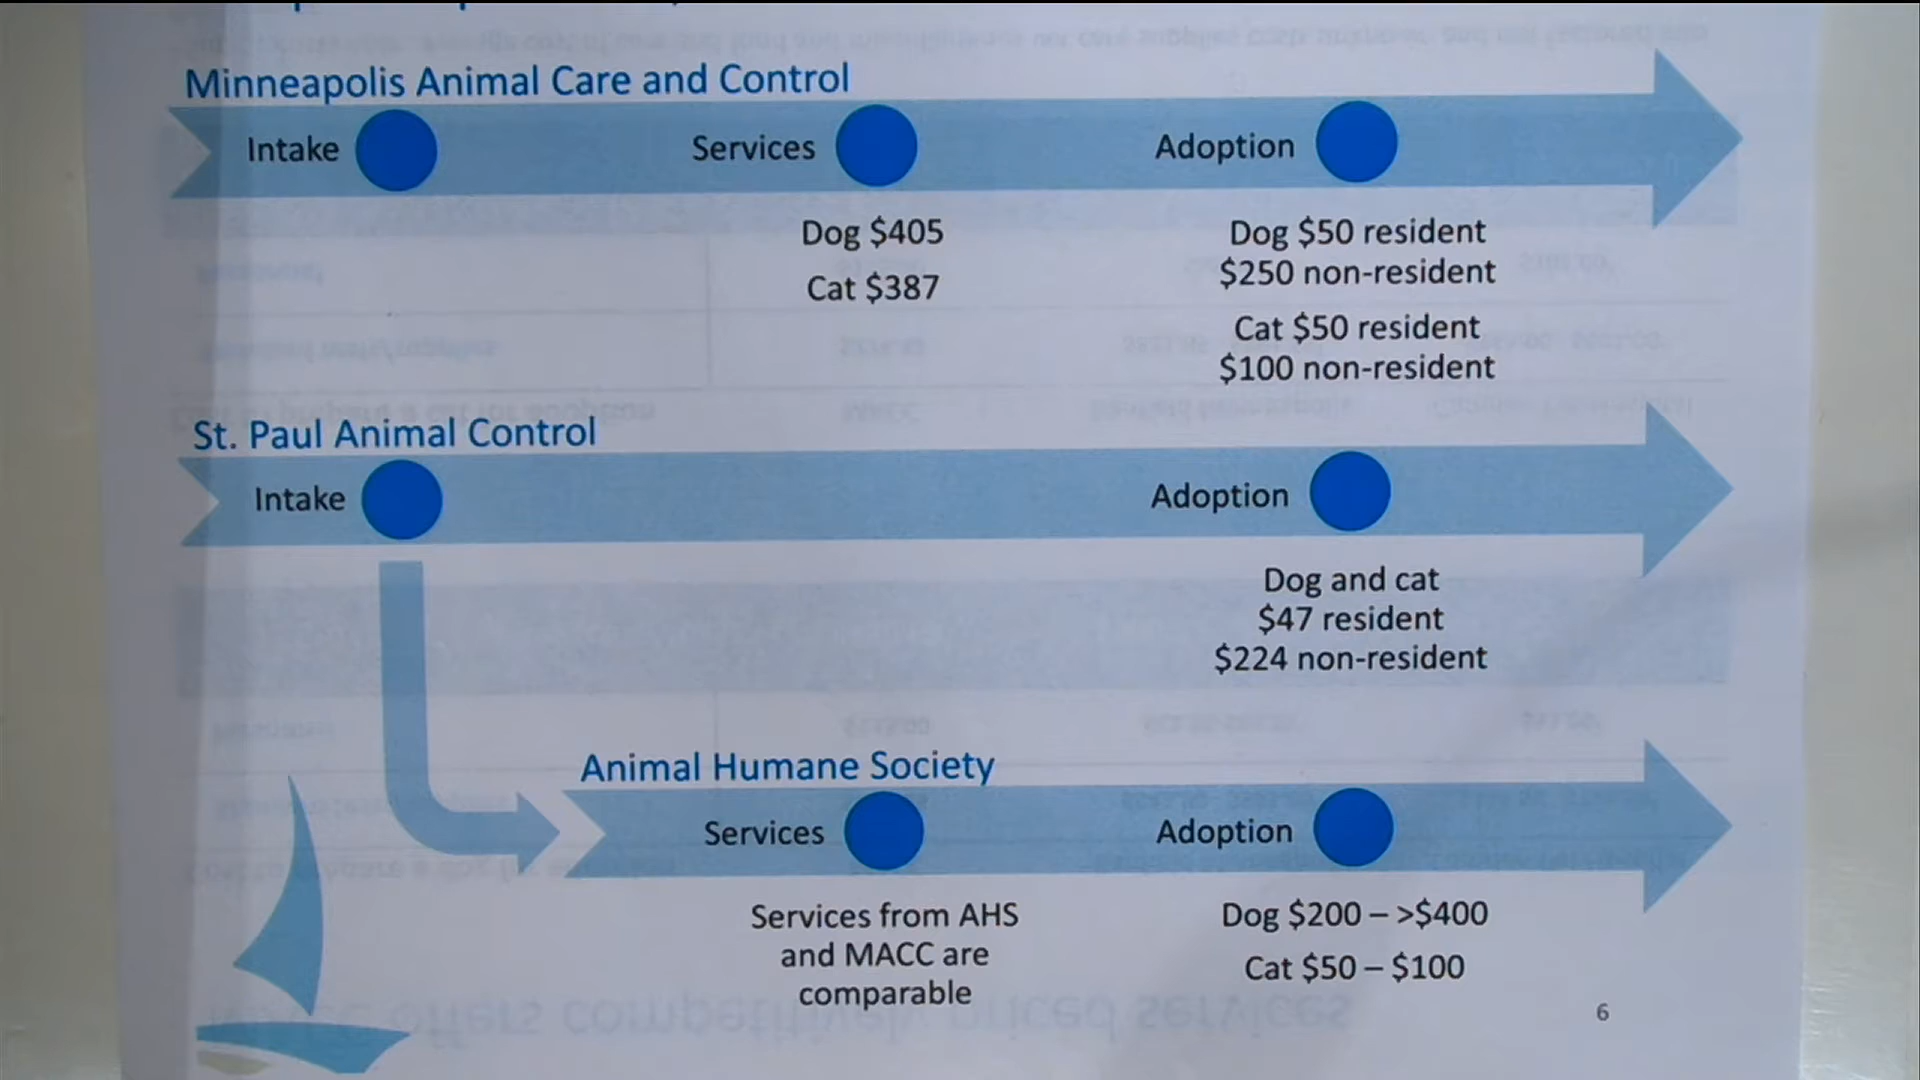 Minneapolis Animal Care and Control
Intake
Services
Adoption
Dog $405
Cat $387
Dog $50 resident
$250 non-resident
Cat $50 resident
$100 non-resident
St. Paul Animal Control
Intake
Adoption
Dog and cat
$47 resident
$224 non-resident
Animal Humane Society
Services
Adoption
Services from AHS
and MACC are
comparable
Dog $200 – >$400
Cat $50 – $100
6